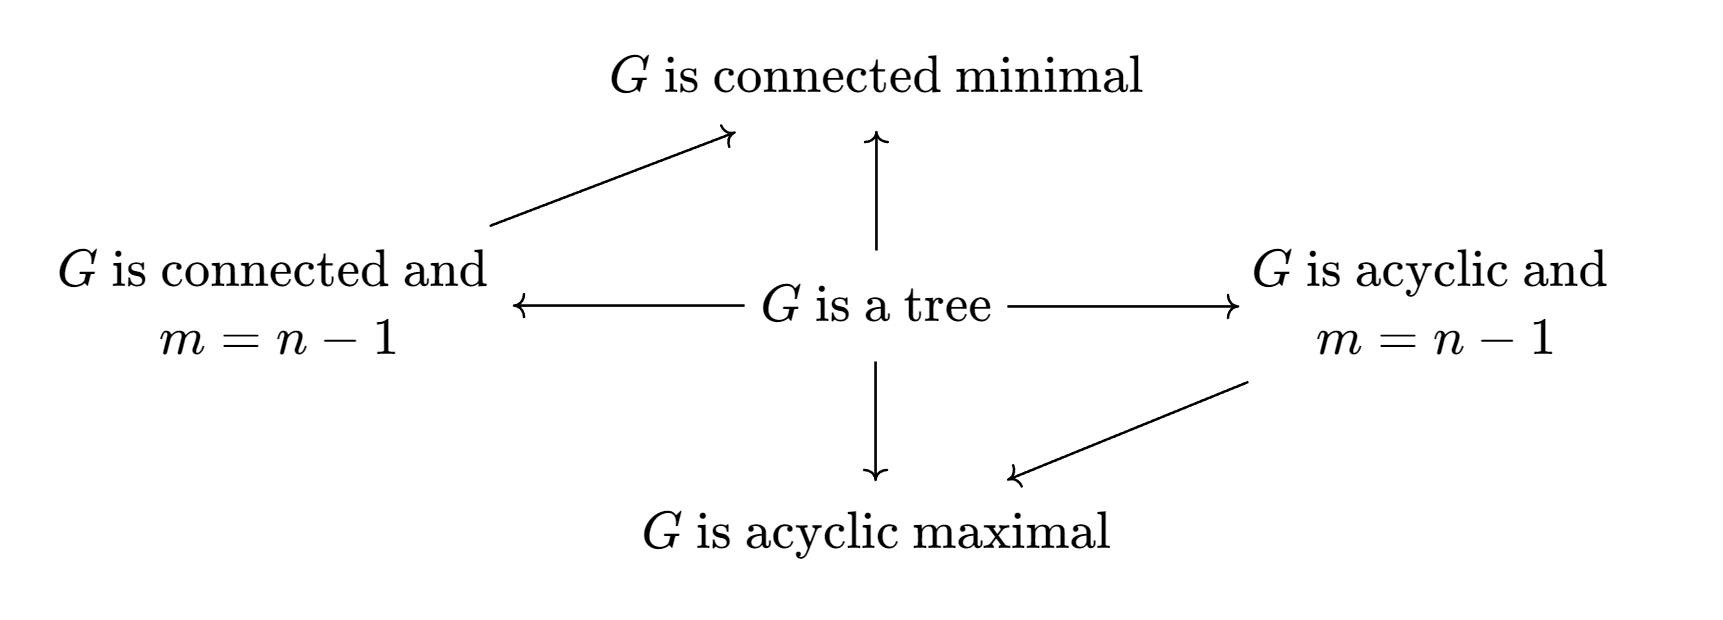 G is connected minimal
G is connected and
m = n − 1
G is a tree
G is acyclic and
m = n − 1
G is acyclic maximal